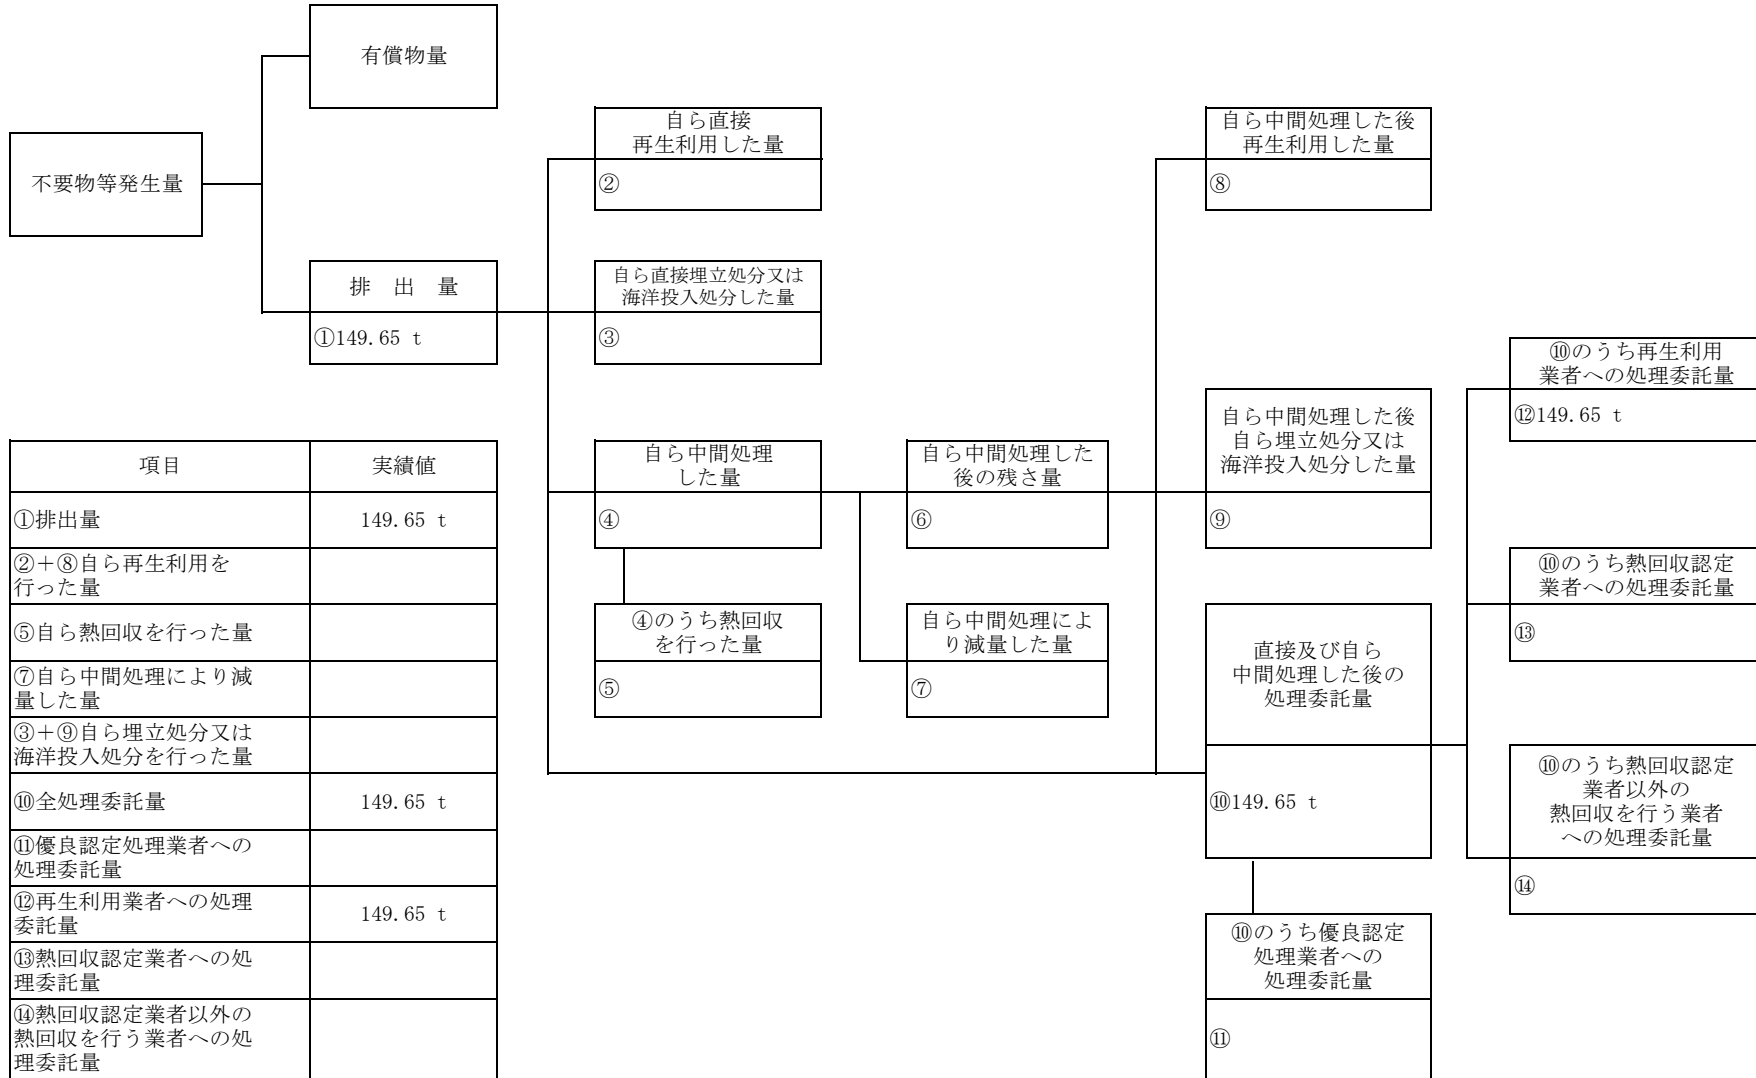 有償物量
不要物等発生量
排 出 量
①149.65 t
自ら直接
再生利用した量
②
自ら直接埋立処分又は
海洋投入処分した量
③
自ら中間処理
した量
④
④のうち熱回収
を行った量
⑤
自ら中間処理した
後の残さ量
⑥
自ら中間処理によ
り減量した量
⑦
自ら中間処理した後
再生利用した量
⑧
自ら中間処理した後
自ら埋立処分又は
海洋投入処分した量
⑨
直接及び自ら
中間処理した後の
処理委託量
⑩149.65 t
⑩のうち優良認定
処理業者への
処理委託量
⑪
⑩のうち再生利用
業者への処理委託量
⑫149.65 t
⑩のうち熱回収認定
業者への処理委託量
⑬
⑩のうち熱回収認定
業者以外の
熱回収を行う業者
への処理委託量
⑭
項目 実績値
①排出量 149.65 t
②+⑧自ら再生利用を
行った量
⑤自ら熱回収を行った量
⑦自ら中間処理により減
量した量
③+⑨自ら埋立処分又は
海洋投入処分を行った量
⑩全処理委託量 149.65 t
⑪優良認定処理業者への
処理委託量
⑫再生利用業者への処理
委託量 149.65 t
⑬熱回収認定業者への処
理委託量
⑭熱回収認定業者以外の
熱回収を行う業者への処
理委託量